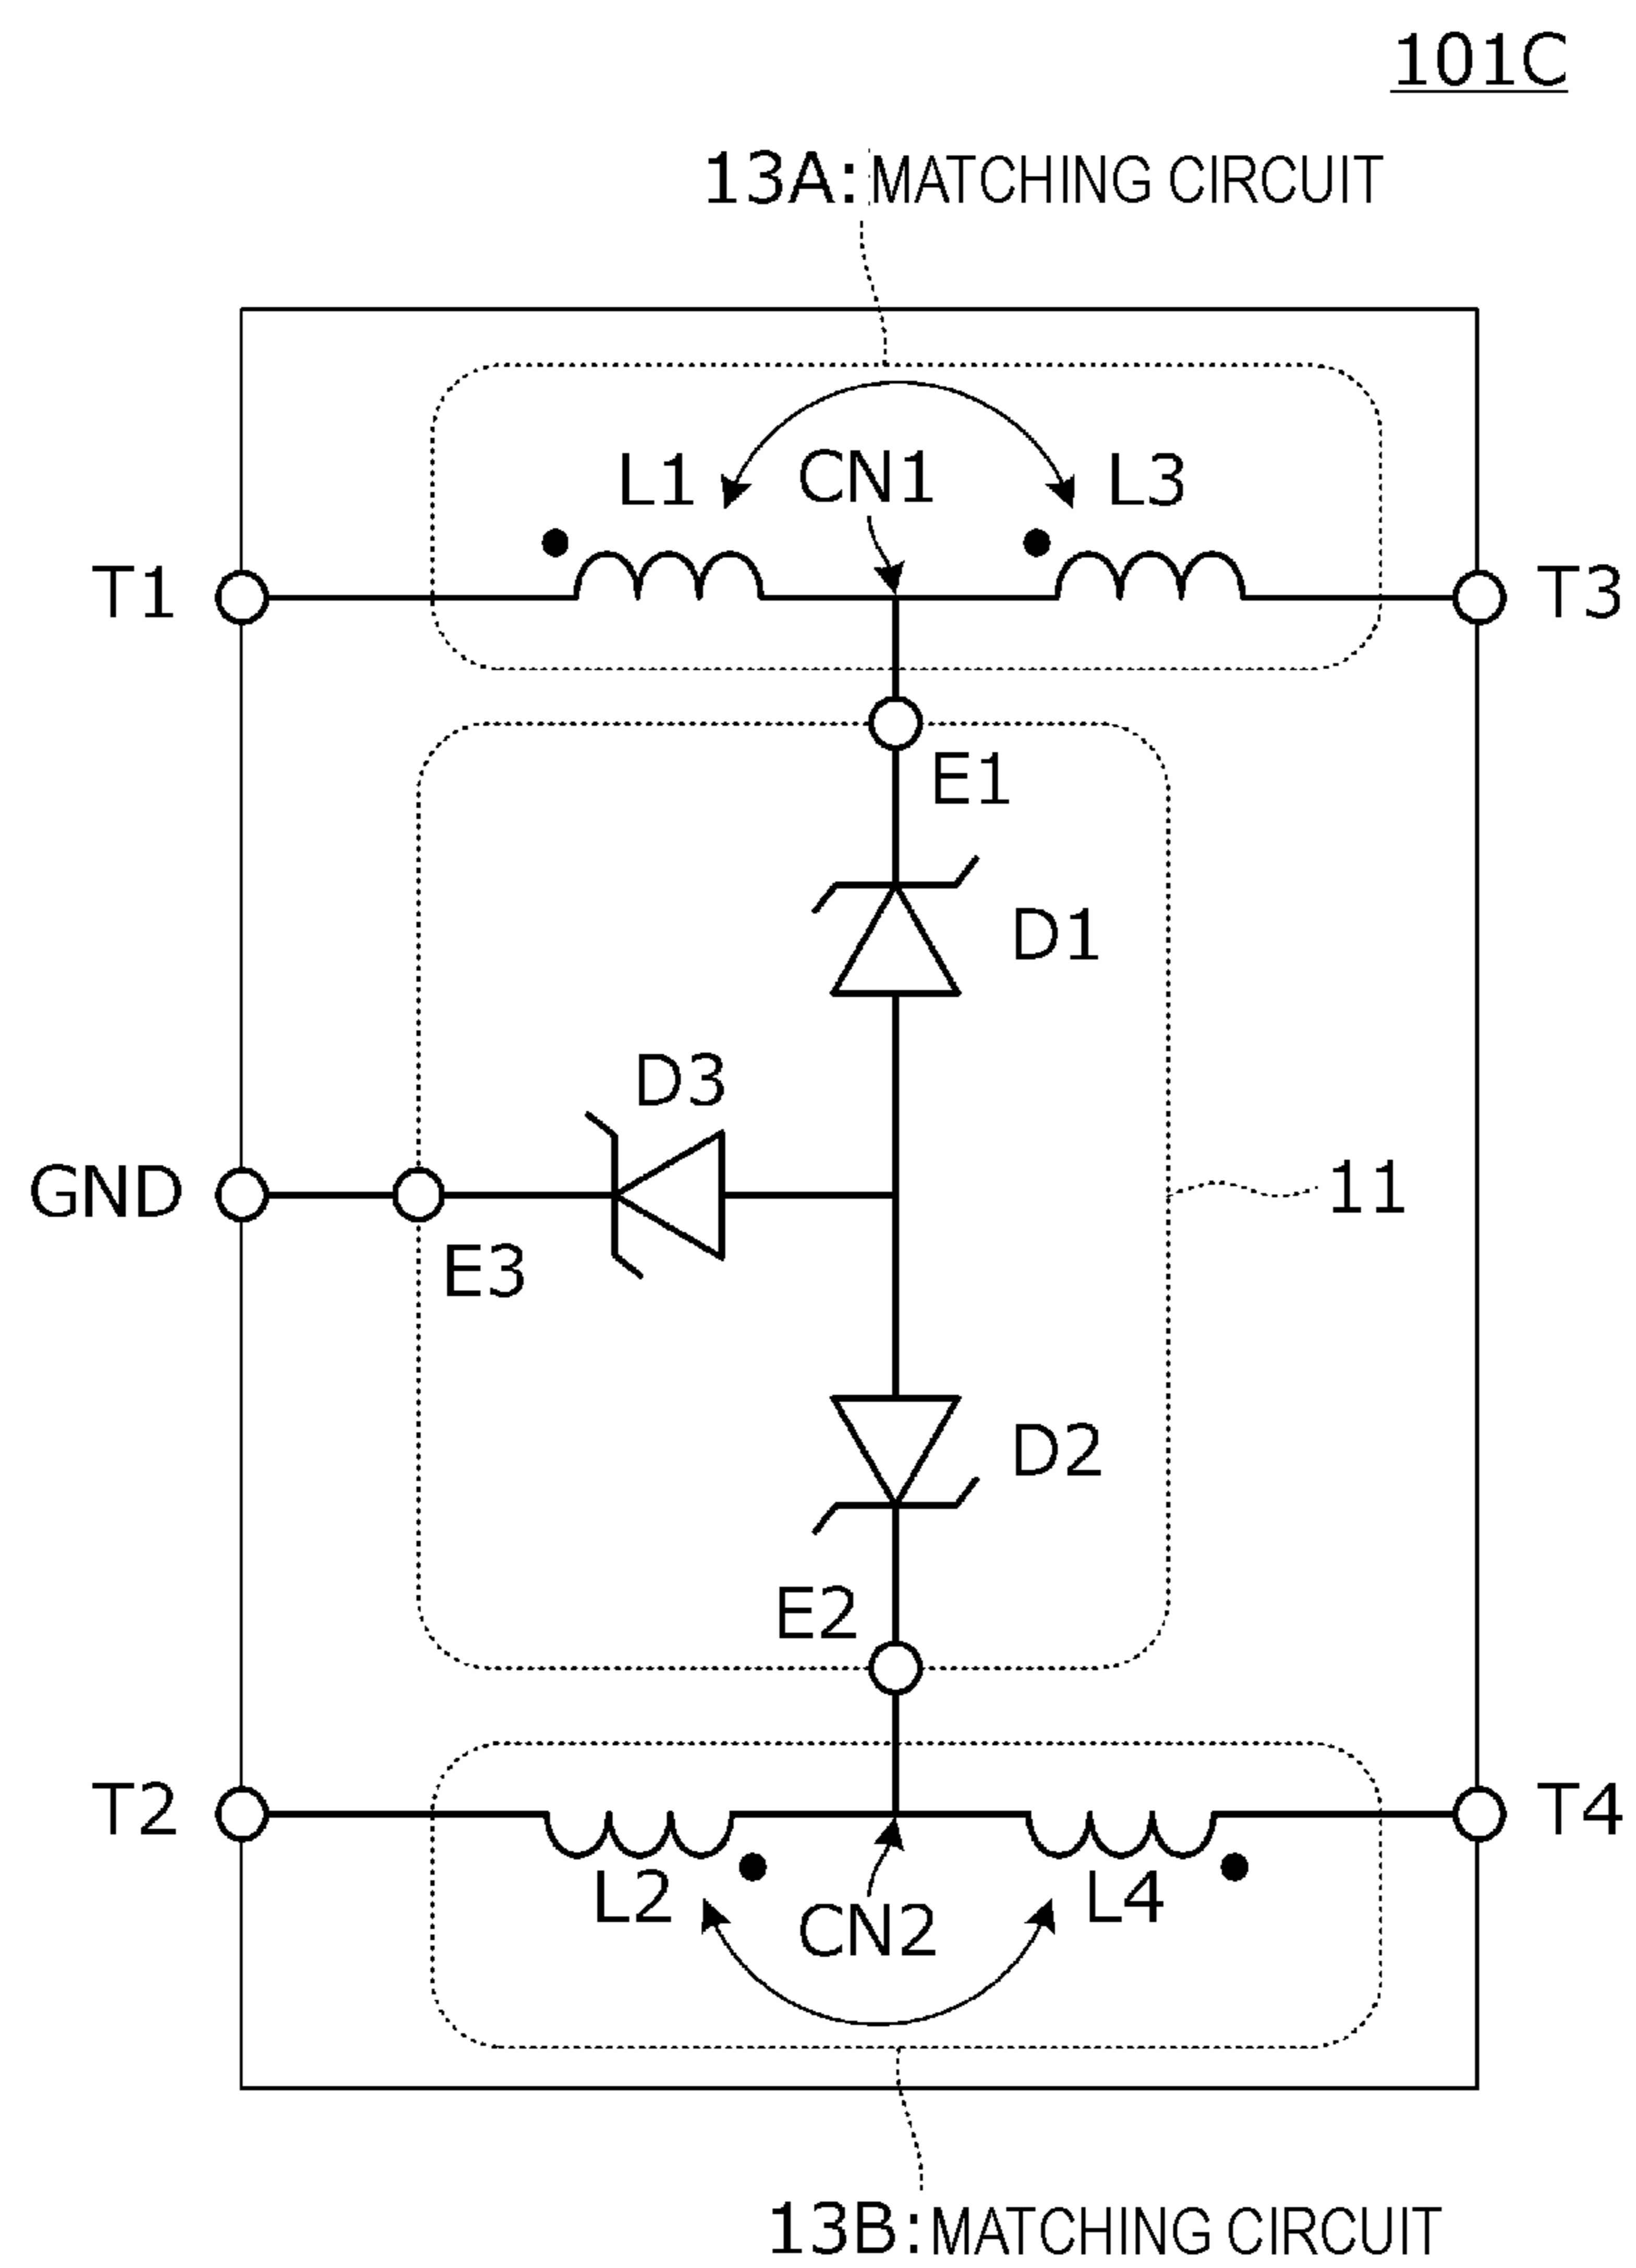 101C
13A: MATCHING CIRCUIT
L1 CN1 L3
T1 T3
E1
D1
D3
GND 11
E3
D2
E2
T2 T4
L2 CN2 L4
13B: MATCHING CIRCUIT